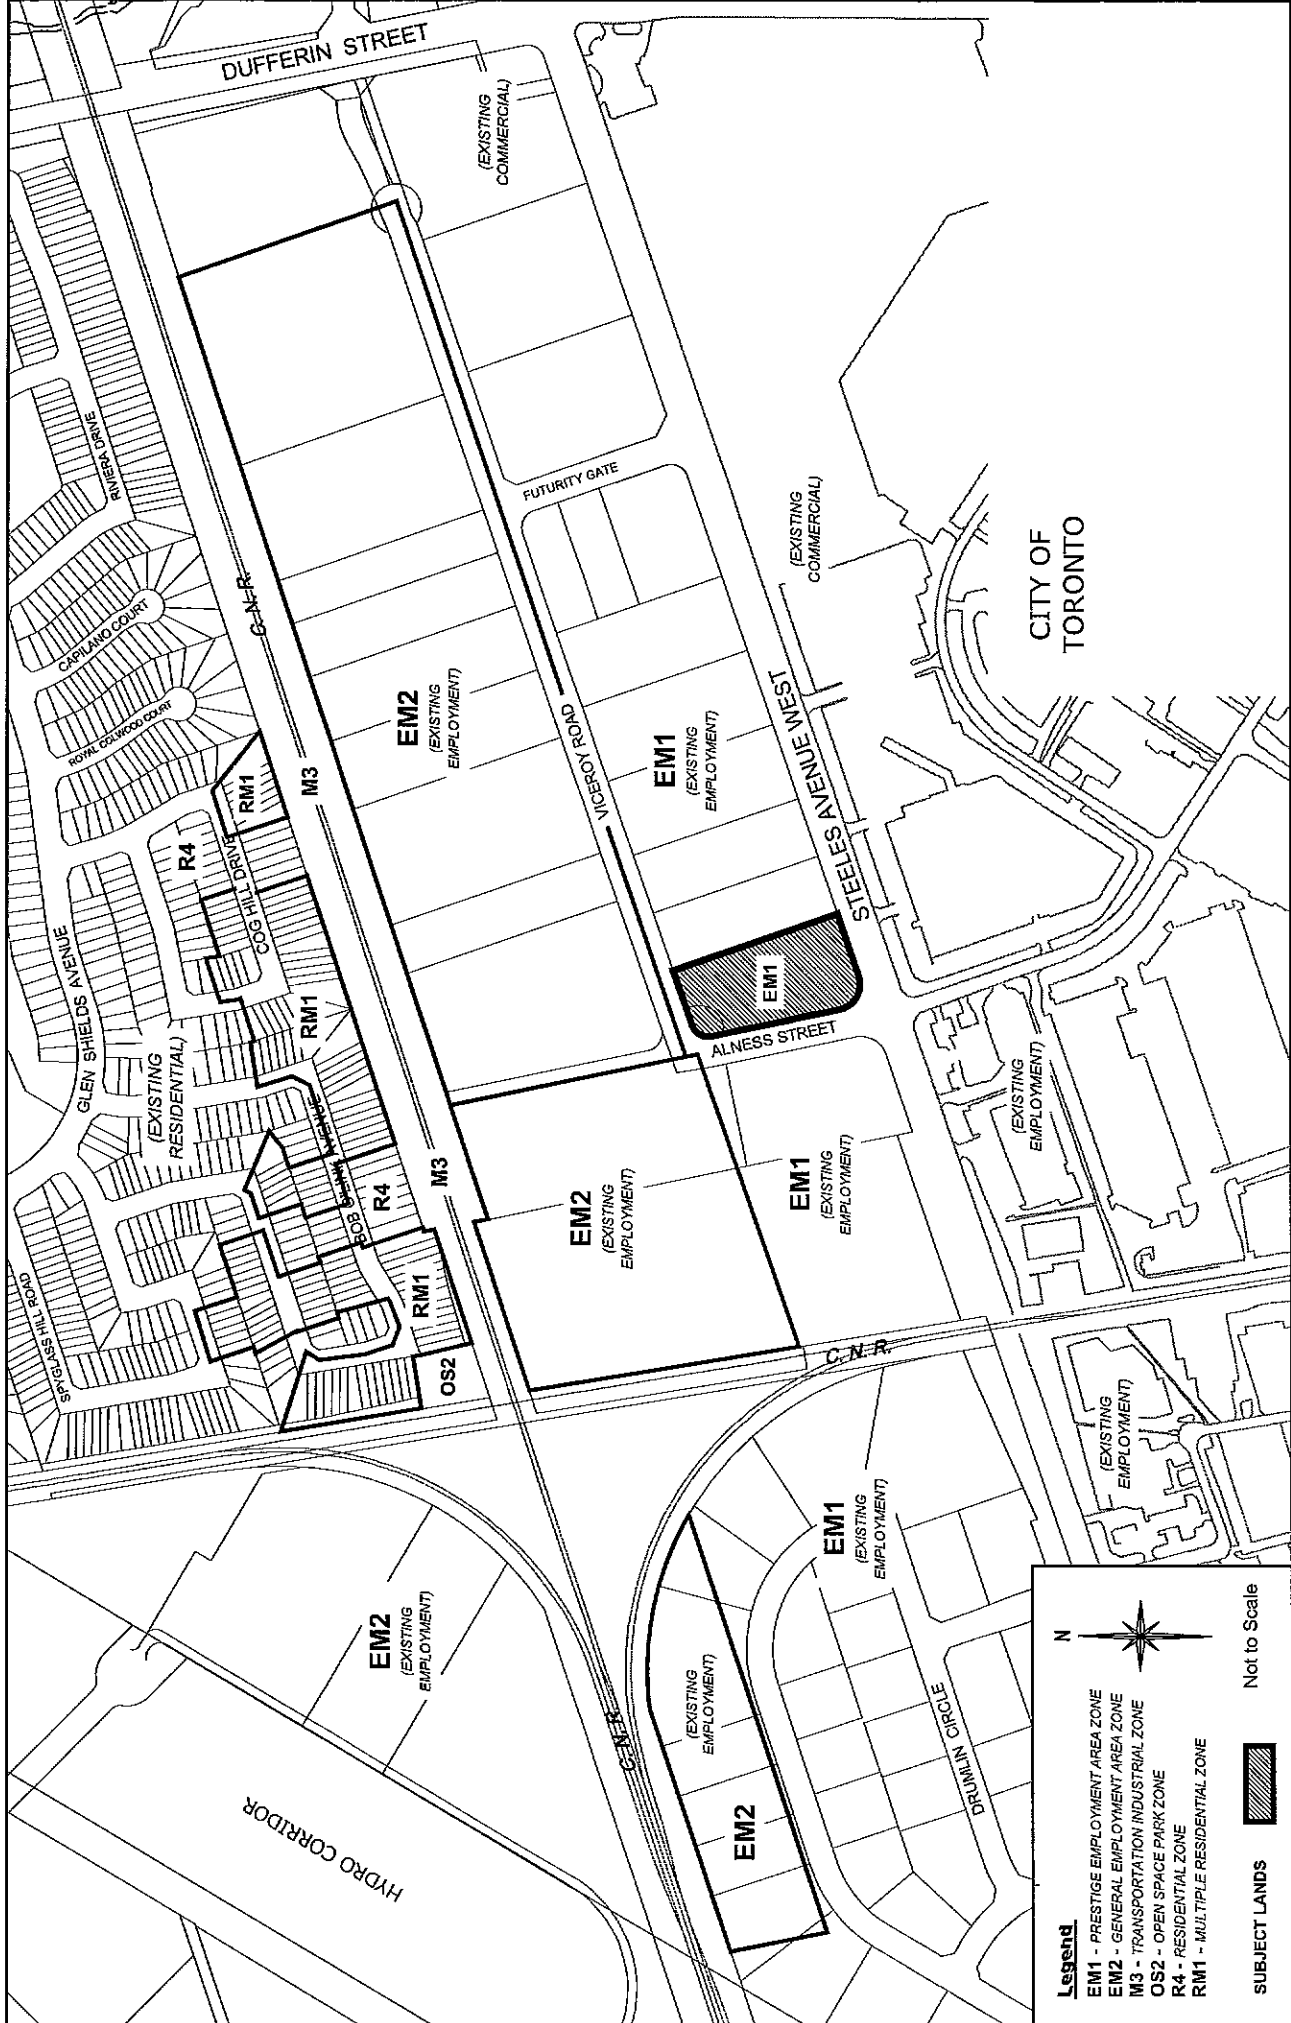 DUFFERIN STREET
(EXISTING
COMMERCIAL)
RIVIERA DRIVE
CAPILANO COURT
ROYAL COLWOOD COURT
C. N. R.
FUTURITY GATE
(EXISTING
COMMERCIAL)
CITY OF
TORONTO
EM2
(EXISTING
EMPLOYMENT)
VICEROY ROAD
EM1
(EXISTING
EMPLOYMENT)
STEELES AVENUE WEST
M3
RM1
R4
COG HILL DRIVE
GLEN SHIELDS AVENUE
(EXISTING
RESIDENTIAL)
RM1
EM1
ALNESS STREET
(EXISTING
EMPLOYMENT)
BOB O'LINK AVENUE
R4
M3
EM2
(EXISTING
EMPLOYMENT)
EM1
(EXISTING
EMPLOYMENT)
SPYGLASS HILL ROAD
RM1
OS2
C. N. R.
(EXISTING
EMPLOYMENT)
EM2
(EXISTING
EMPLOYMENT)
EM1
(EXISTING
EMPLOYMENT)
HYDRO CORRIDOR
C. N. R.
(EXISTING
EMPLOYMENT)
EM2
DRUMLIN CIRCLE
Legend
EM1 - PRESTIGE EMPLOYMENT AREA ZONE
EM2 - GENERAL EMPLOYMENT AREA ZONE
M3 - TRANSPORTATION INDUSTRIAL ZONE
OS2 - OPEN SPACE PARK ZONE
R4 - RESIDENTIAL ZONE
RM1 - MULTIPLE RESIDENTIAL ZONE
N
SUBJECT LANDS
Not to Scale